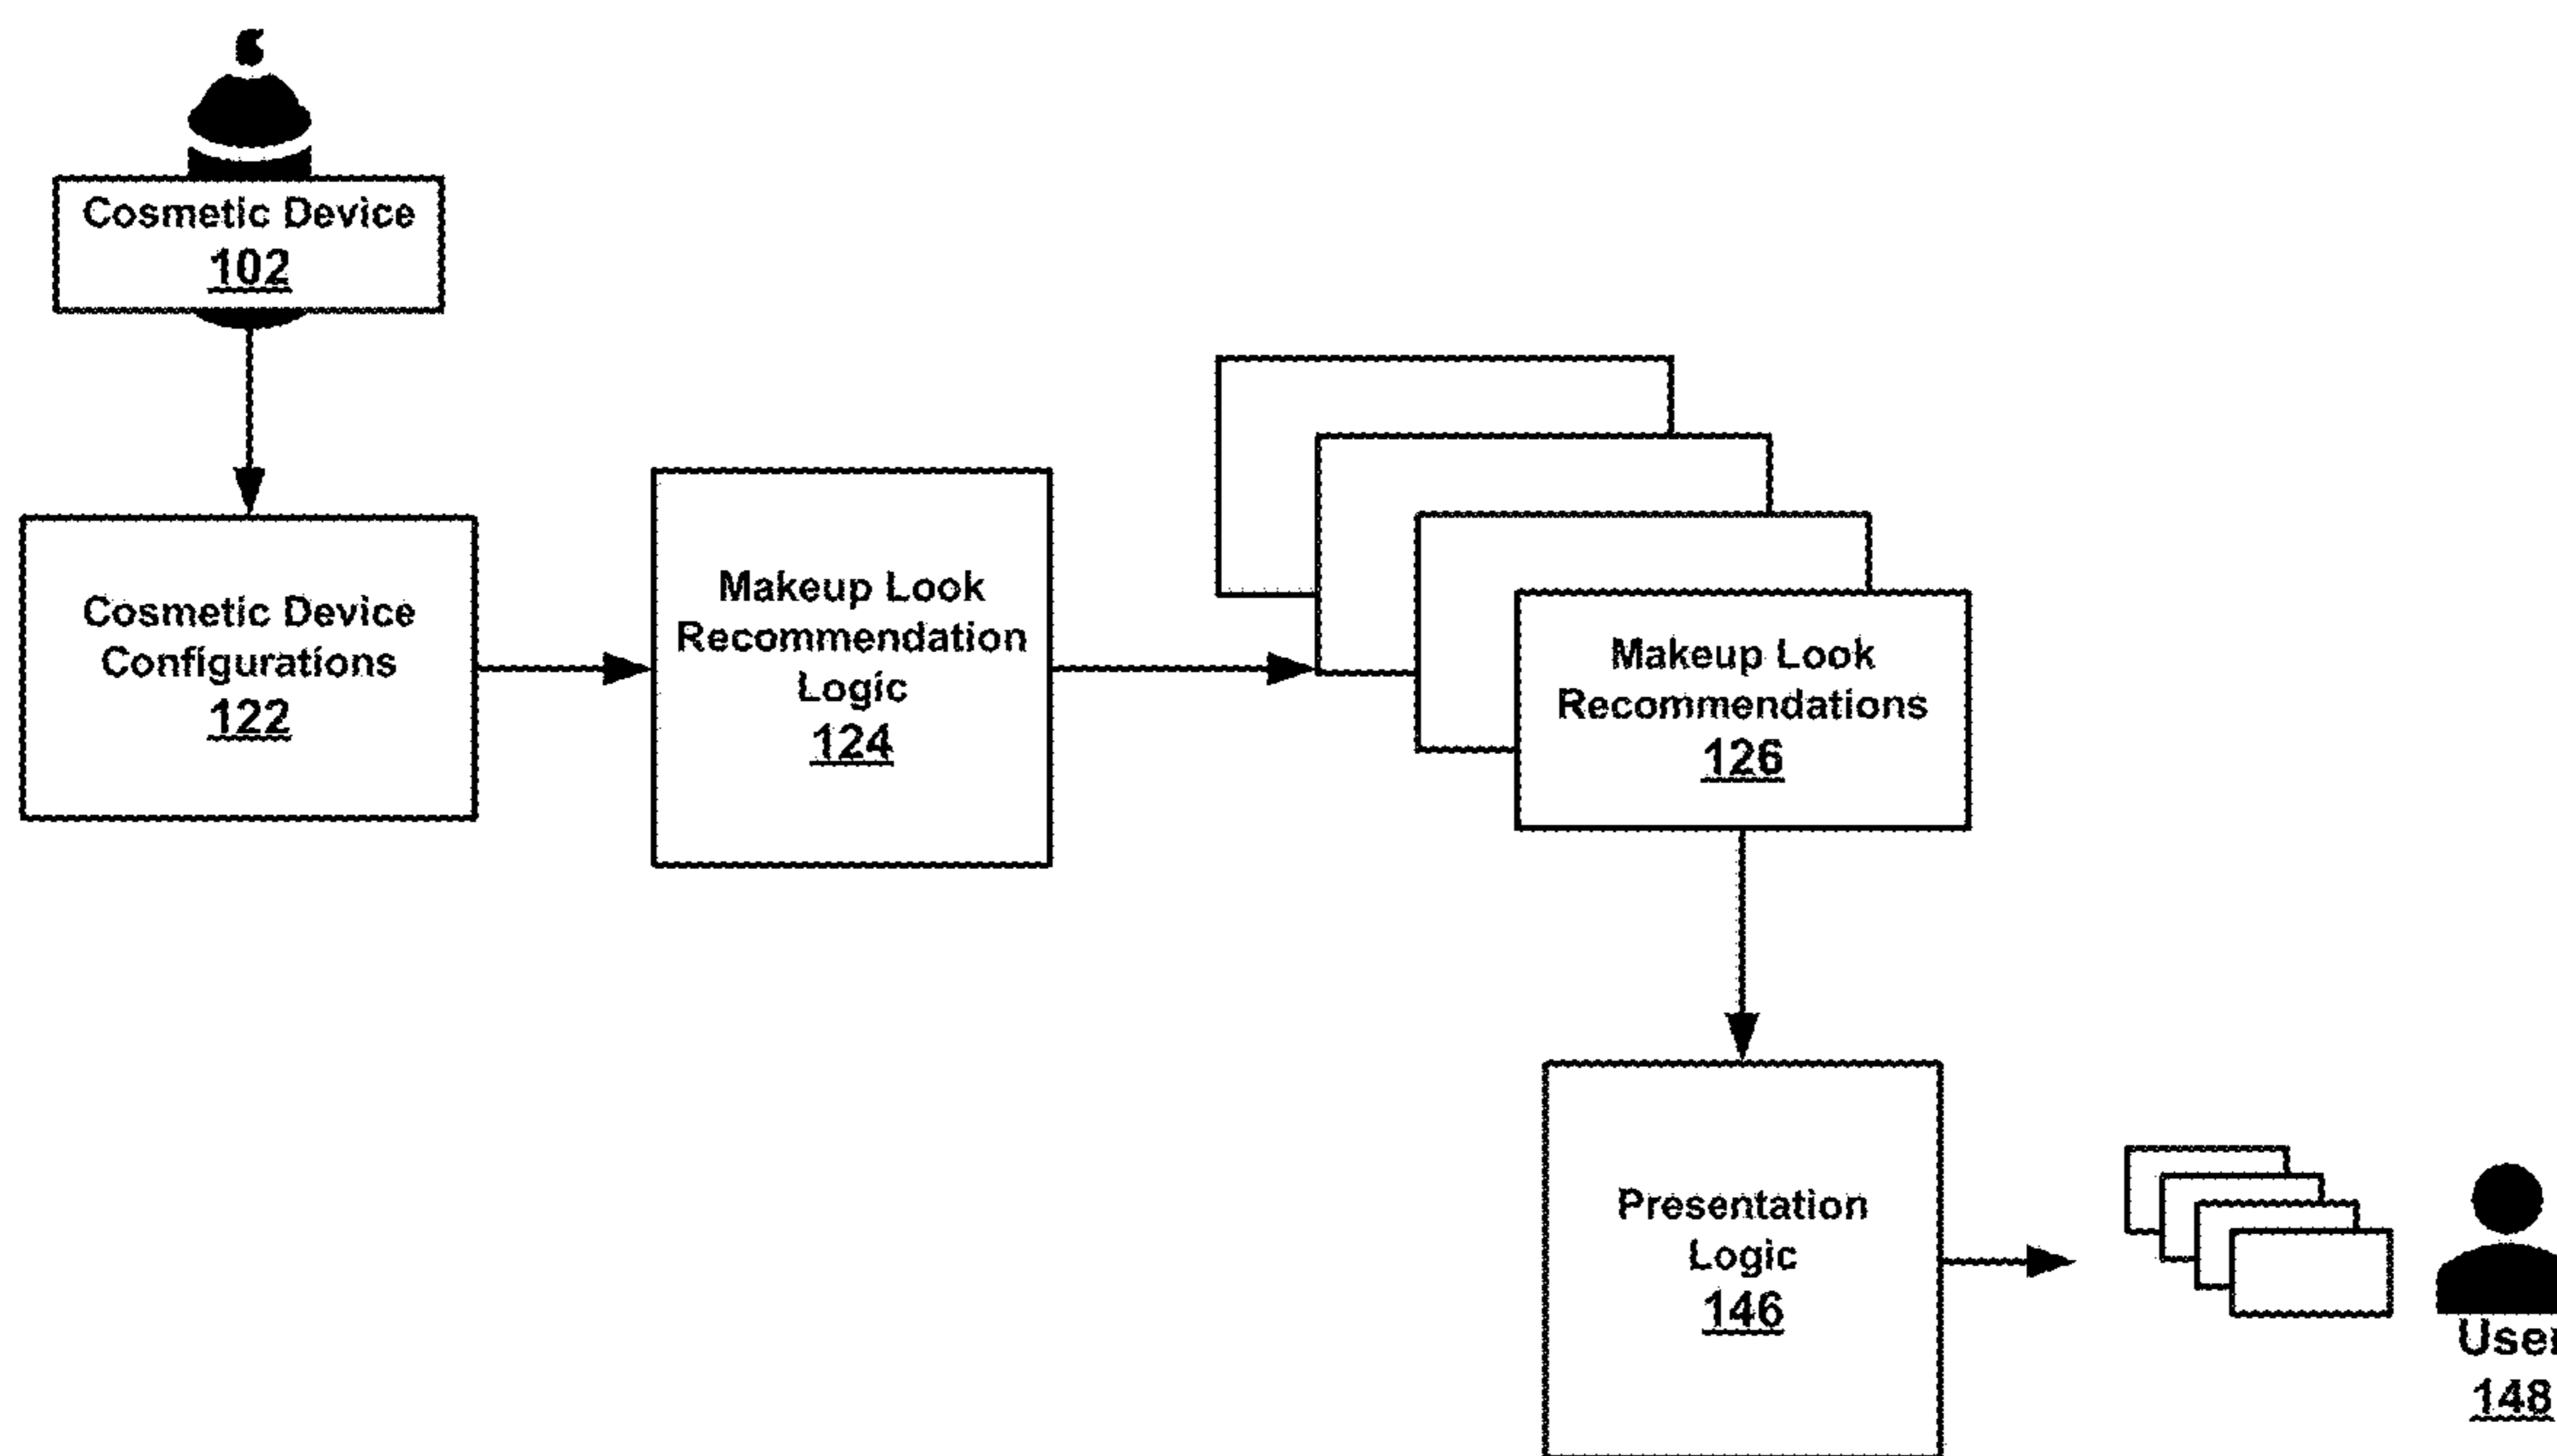 Cosmetic Device
102
Cosmetic Device
Configurations
122
Makeup Look
Recommendation
Logic
124
Makeup Look
Recommendations
126
Presentation
Logic
146
User
148